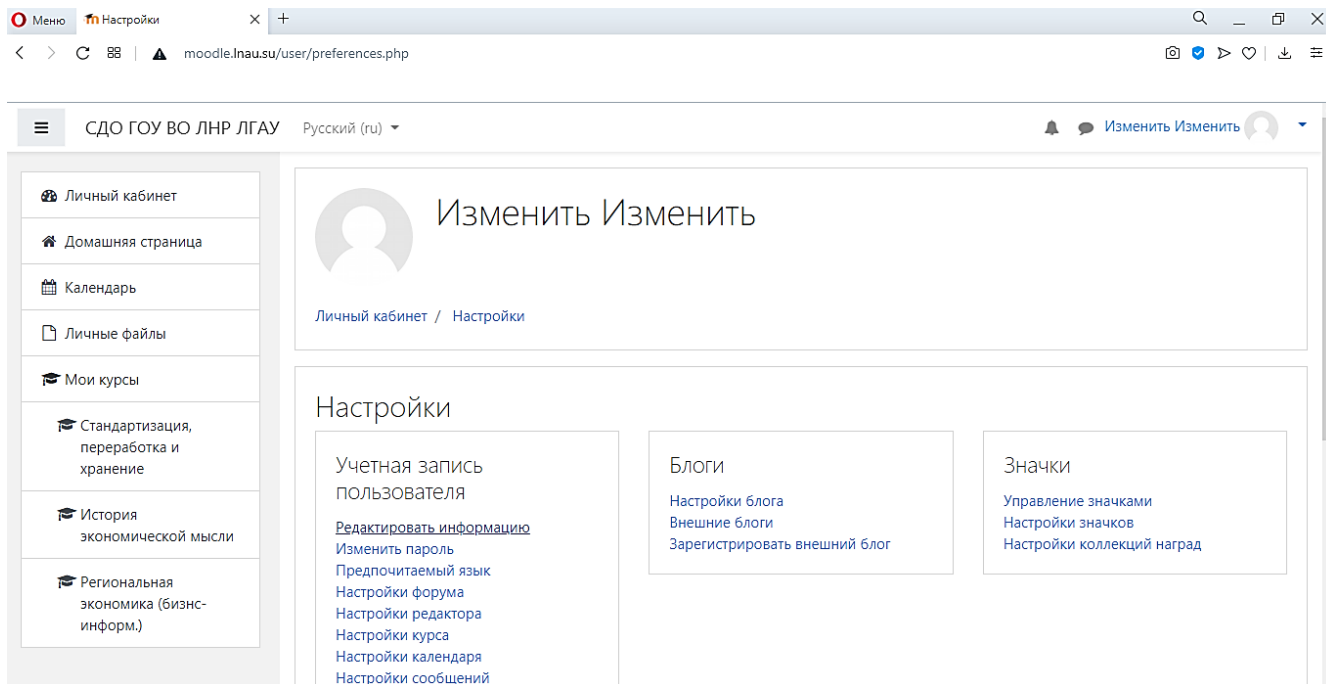 Меню
Настройки
moodle.lnau.su/user/preferences.php
СДО ГОУ ВО ЛНР ЛГАУ
Русский (ru)
Изменить Изменить
Личный кабинет
Домашняя страница
Календарь
Личные файлы
Мои курсы
Стандартизация,
переработка и
хранение
История
экономической мысли
Региональная
экономика (бизнс-
информ.)
Изменить Изменить
Личный кабинет / Настройки
Настройки
Учетная запись
пользователя
Редактировать информацию
Изменить пароль
Предпочитаемый язык
Настройки форума
Настройки редактора
Настройки курса
Настройки календаря
Настройки сообщений
Блоги
Настройки блога
Внешние блоги
Зарегистрировать внешний блог
Значки
Управление значками
Настройки значков
Настройки коллекций наград